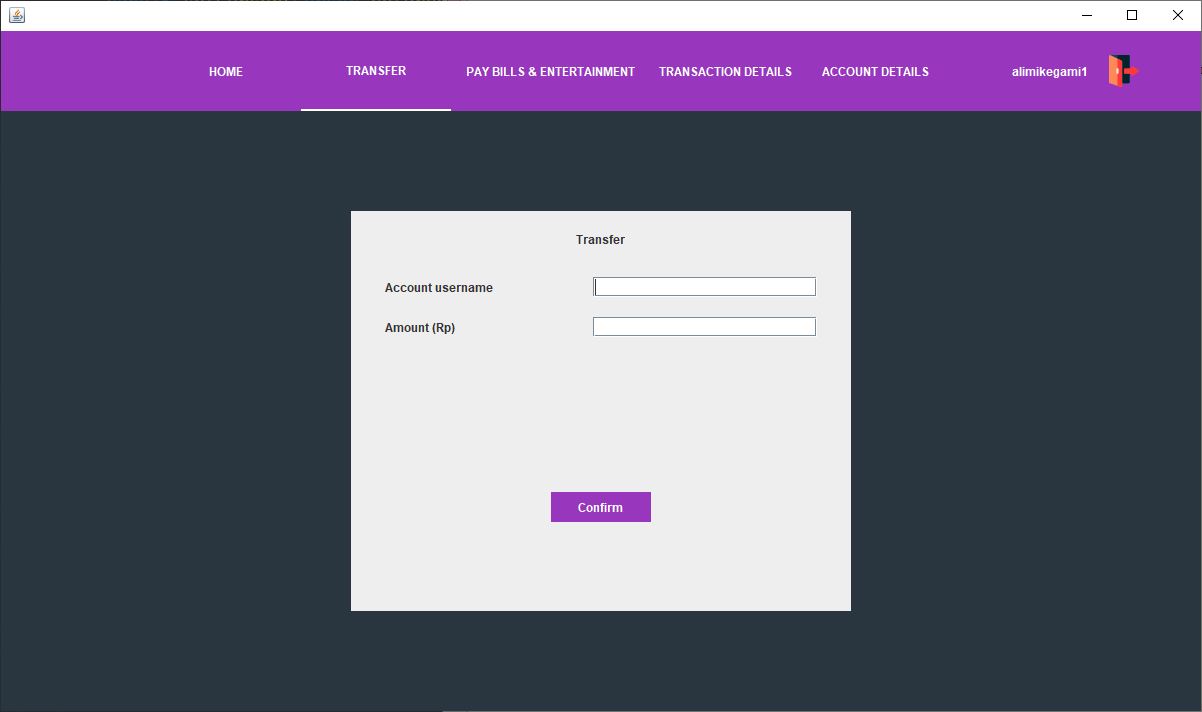 HOME TRANSFER PAY BILLS & ENTERTAINMENT TRANSACTION DETAILS ACCOUNT DETAILS alimikegami1
Transfer
Account username
Amount (Rp)
Confirm